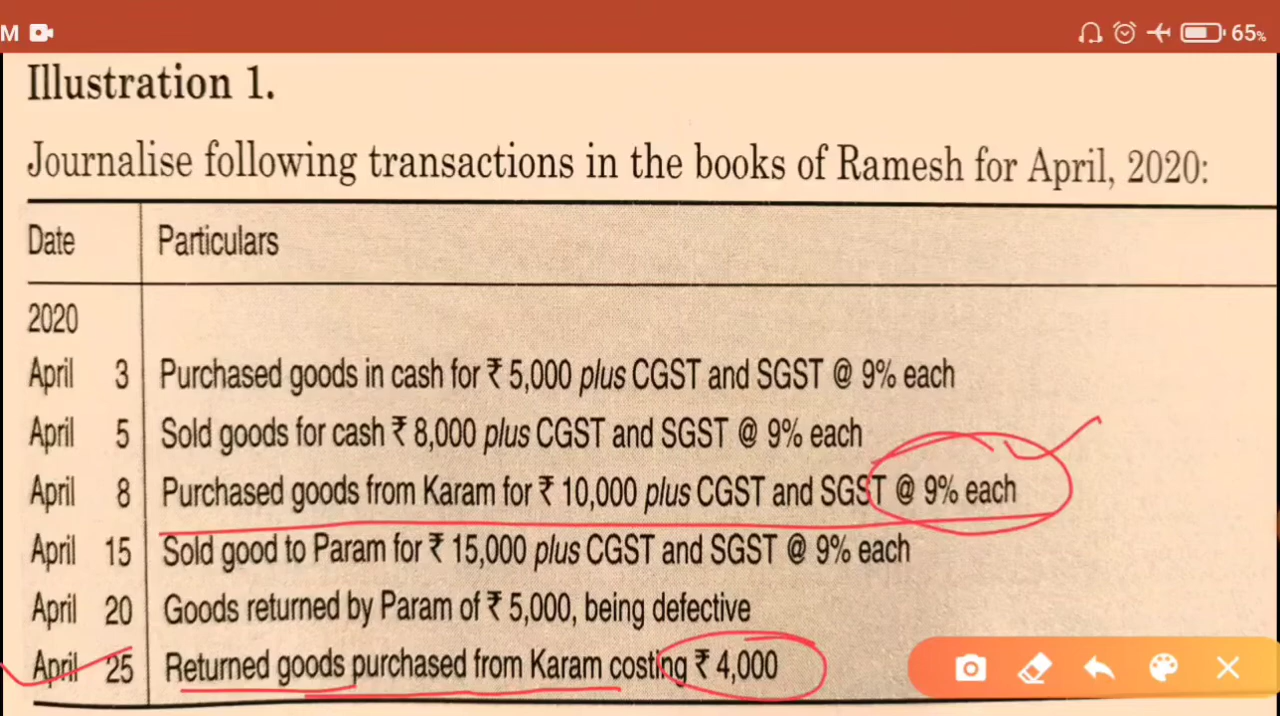 M 65%
Illustration 1.
Journalise following transactions in the books of Ramesh for April, 2020:
Date Particulars
2020
April 3 Purchased goods in cash for ₹ 5,000 plus CGST and SGST @ 9% each
April 5 Sold goods for cash ₹ 8,000 plus CGST and SGST @ 9% each
April 8 Purchased goods from Karam for ₹ 10,000 plus CGST and SGST @ 9% each
April 15 Sold good to Param for ₹ 15,000 plus CGST and SGST @ 9% each
April 20 Goods returned by Param of ₹ 5,000, being defective
April 25 Returned goods purchased from Karam costing ₹ 4,000